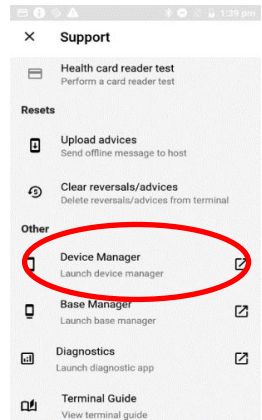 1:39 pm
Support
Health card reader test
Perform a card reader test
Resets
Upload advices
Send offline message to host
Clear reversals/advices
Delete reversals/advices from terminal
Other
Device Manager
Launch device manager
Base Manager
Launch base manager
Diagnostics
Launch diagnostic app
Terminal Guide
View terminal guide